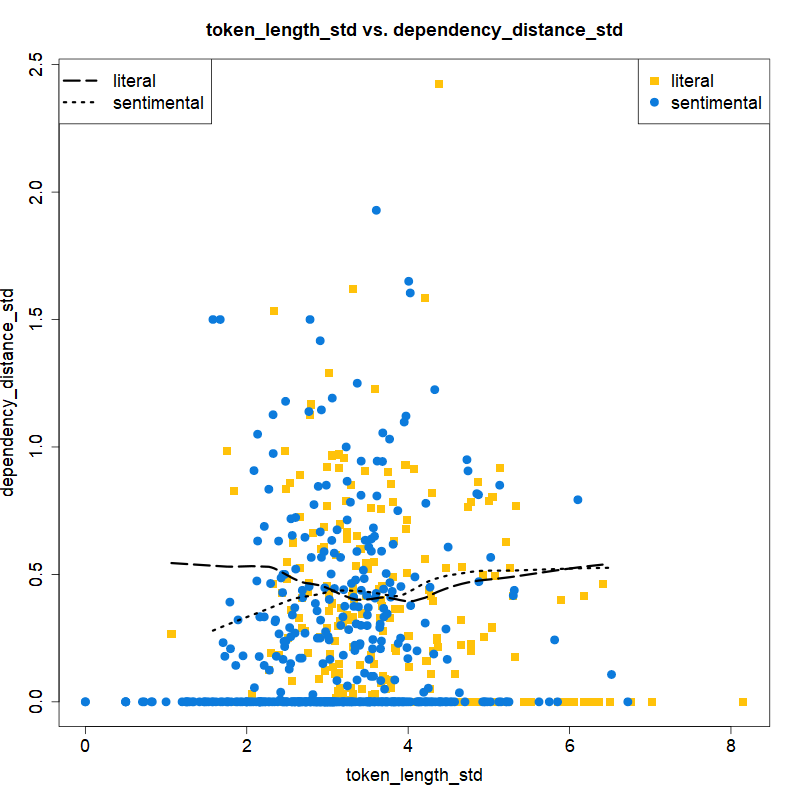 token_length_std vs. dependency_distance_std
literal
sentimental
literal
sentimental
dependency_distance_std
2.5
2.0
1.5
1.0
0.5
0.0
0 2 4 6 8
token_length_std